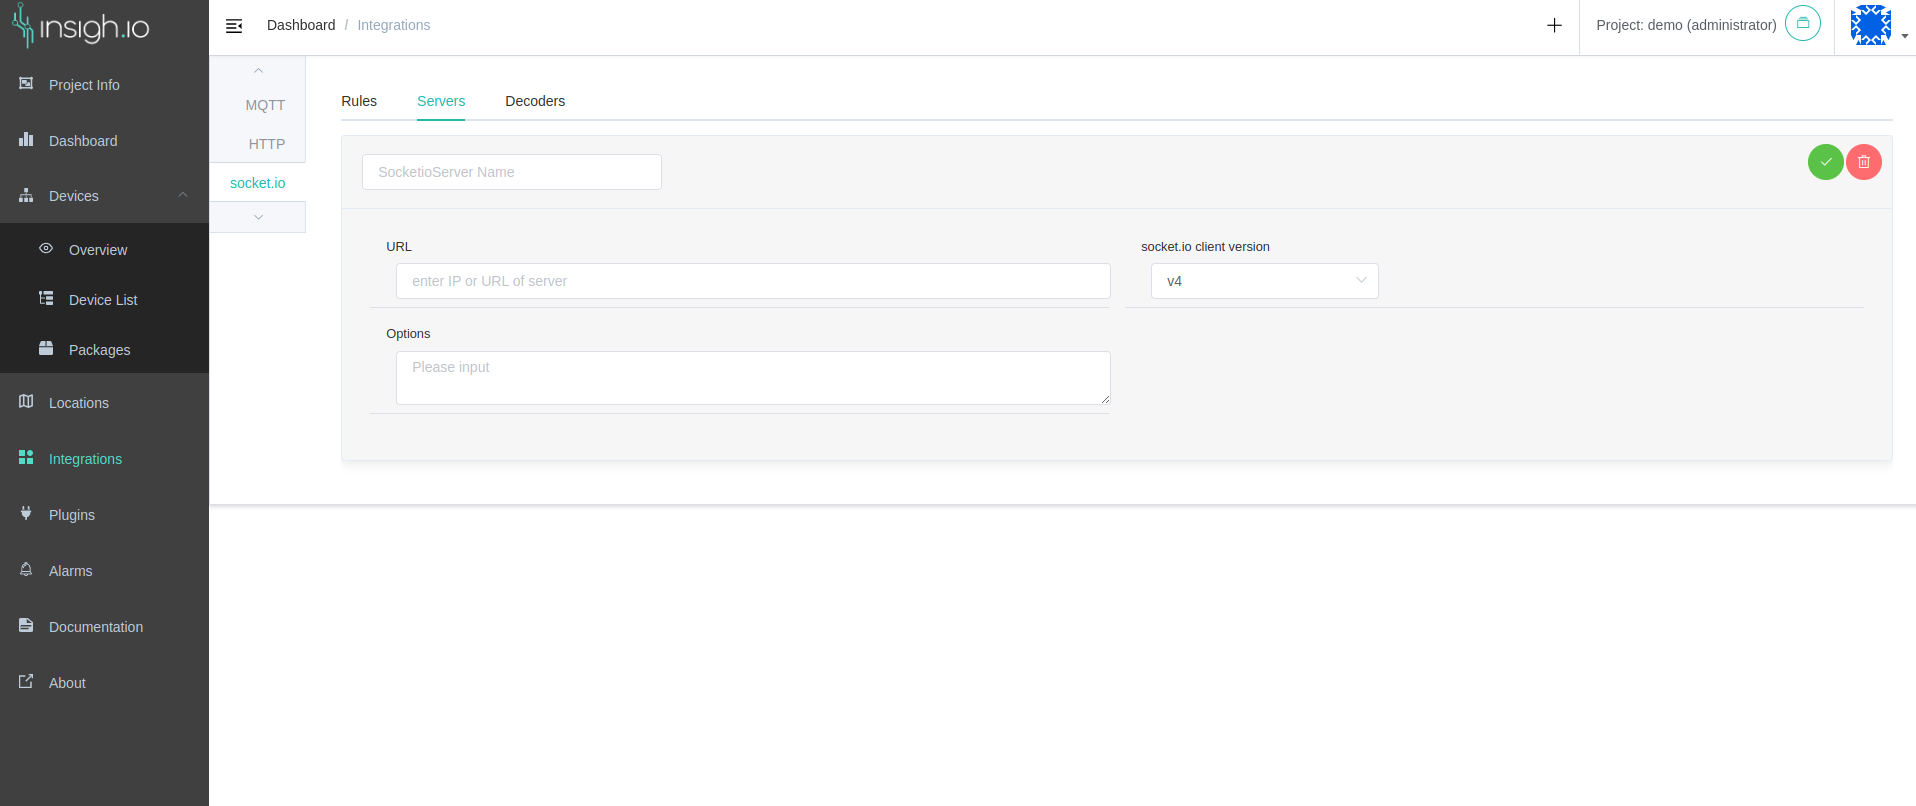 insigh.io
Project Info
Dashboard
Devices
Overview
Device List
Packages
Locations
Integrations
Plugins
Alarms
Documentation
About
Dashboard / Integrations
Project: demo (administrator)
MQTT
HTTP
socket.io
Rules Servers Decoders
SocketioServer Name
URL
enter IP or URL of server
socket.io client version
v4
Options
Please input